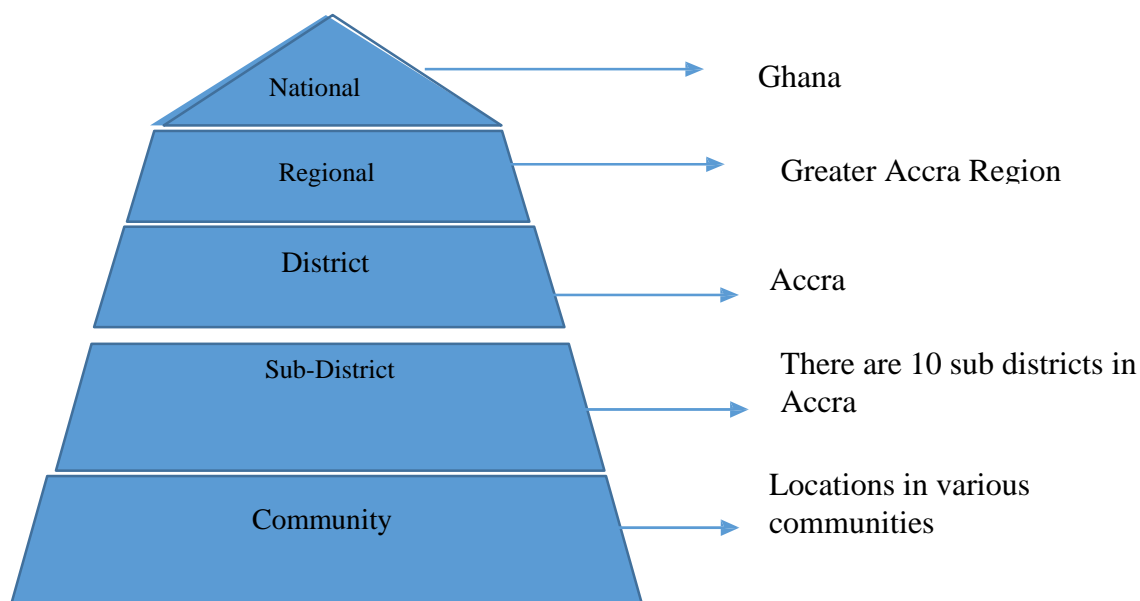 National
Ghana
Regional
Greater Accra Region
District
Accra
Sub-District
There are 10 sub districts in
Accra
Community
Locations in various
communities